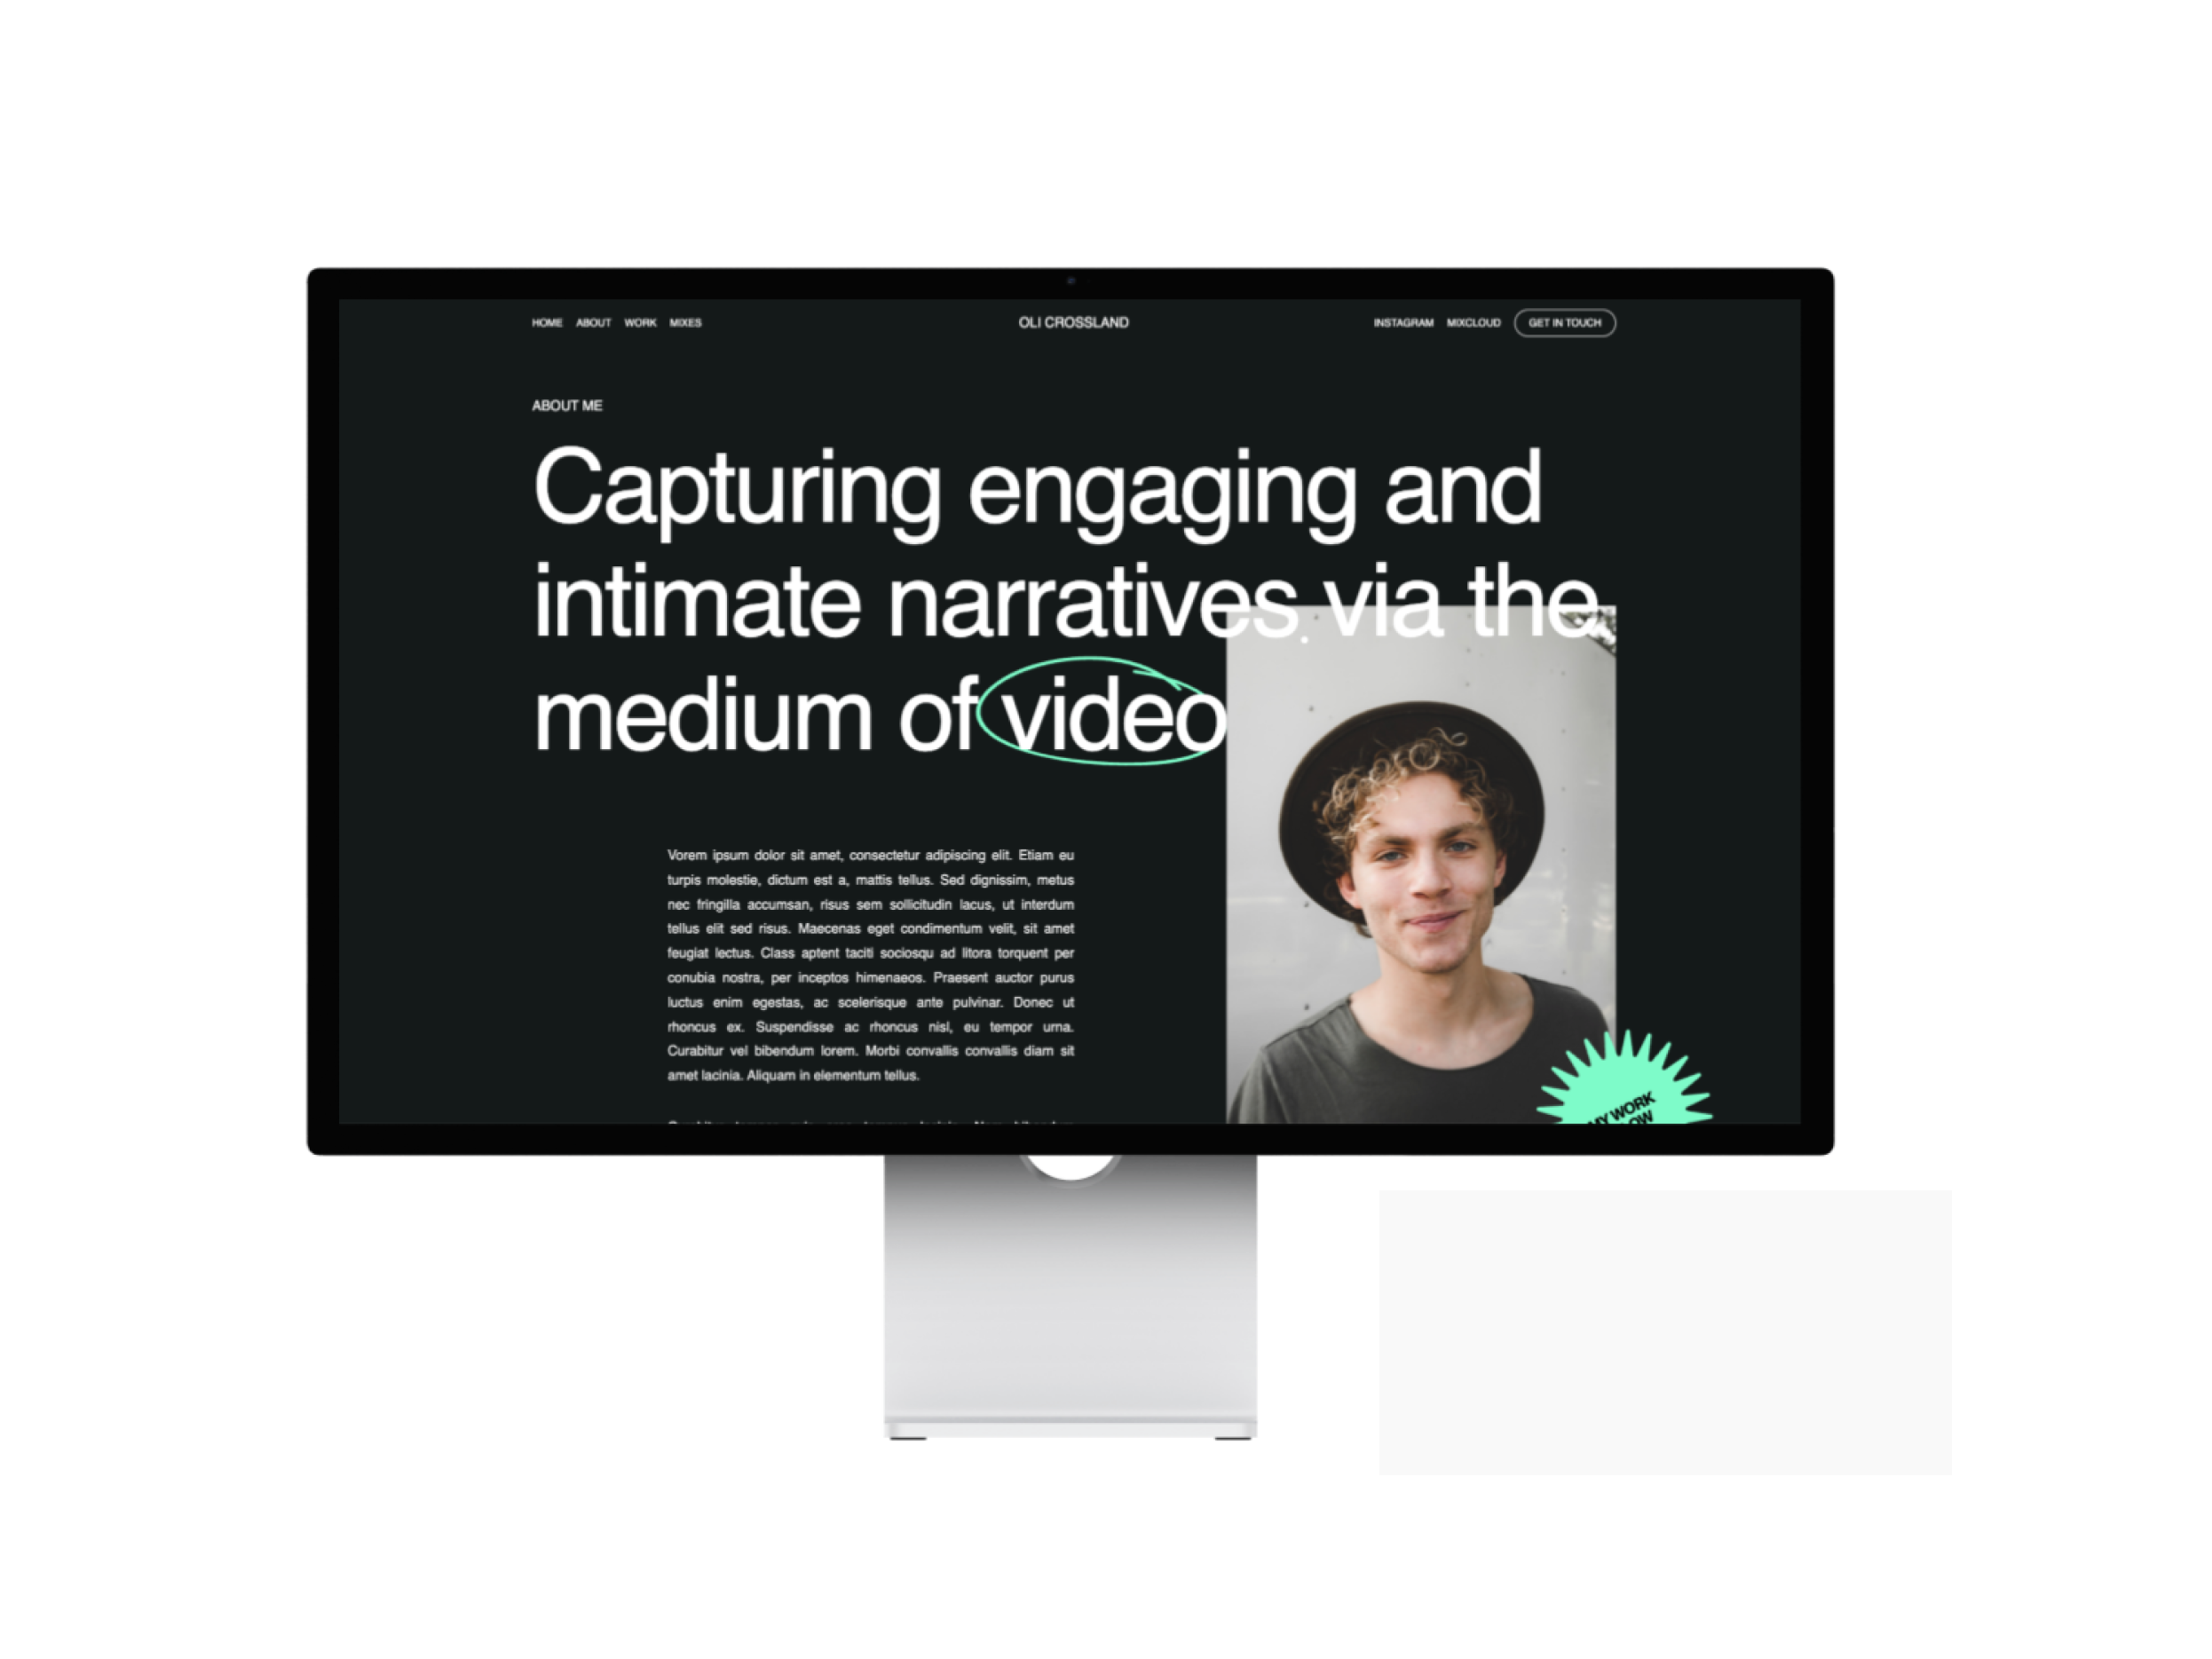 HOME ABOUT WORK MIXES
OLI CROSSLAND
INSTAGRAM MIXCLOUD GET IN TOUCH
ABOUT ME
Capturing engaging and
intimate narratives via the
medium of video
Vorem ipsum dolor sit amet, consectetur adipiscing elit. Etiam eu
turpis molestie, dictum est a, mattis tellus. Sed dignissim, metus
nec fringilla accumsan, risus sem sollicitudin lacus, ut interdum
tellus elit sed risus. Maecenas eget condimentum velit, sit amet
feugiat lectus. Class aptent taciti sociosqu ad litora torquent per
conubia nostra, per inceptos himenaeos. Praesent auctor purus
luctus enim egestas, ac scelerisque ante pulvinar. Donec ut
rhoncus ex. Suspendisse ac rhoncus nisl, eu tempor urna.
Curabitur vel bibendum lorem. Morbi convallis convallis diam sit
amet lacinia. Aliquam in elementum tellus.
MY WORK